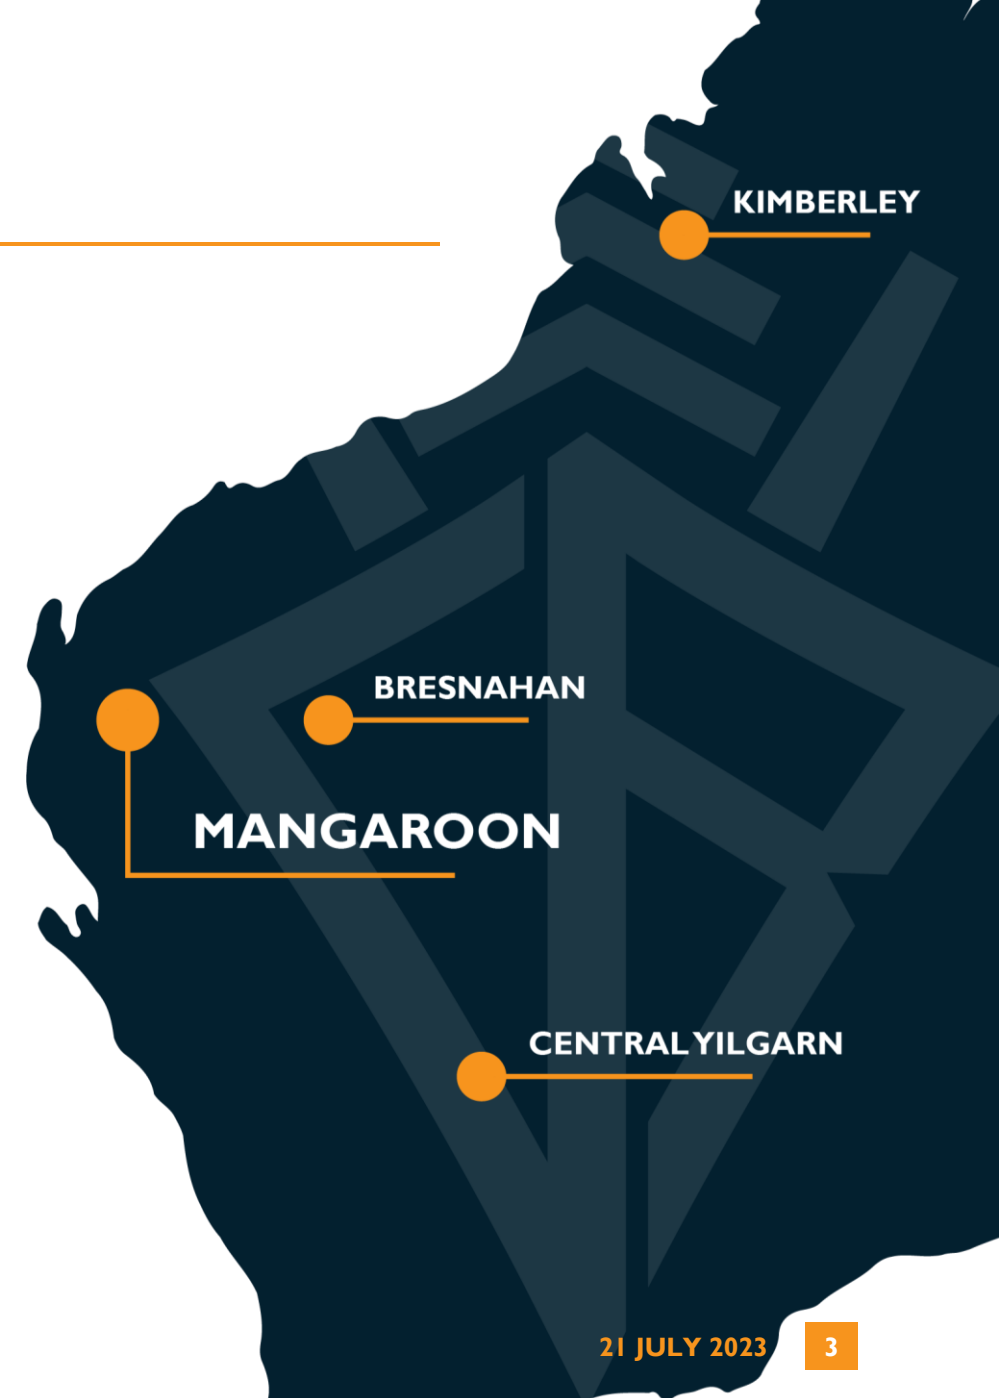 KIMBERLEY
BRESNAHAN
MANGAROON
CENTRAL YILGARN
21 JULY 2023
3